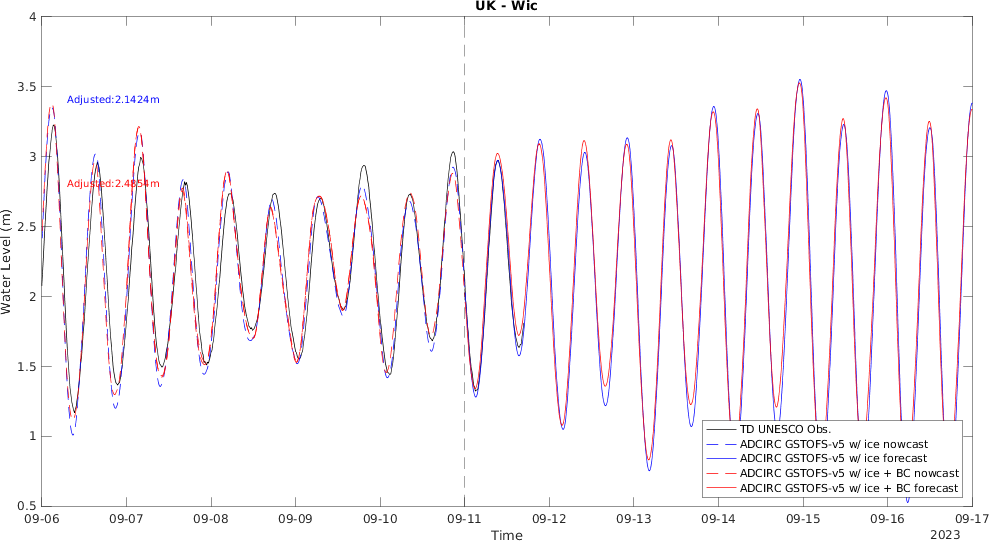 UK - Wic
4
3.5
3
2.5
2
1.5
1
0.5
Water Level (m)
Adjusted:2.1424m
Adjusted:2.4854m
TD UNESCO Obs.
ADCIRC GSTOFS-v5 w/ ice nowcast
ADCIRC GSTOFS-v5 w/ ice forecast
ADCIRC GSTOFS-v5 w/ ice + BC nowcast
ADCIRC GSTOFS-v5 w/ ice + BC forecast
09-06 09-07 09-08 09-09 09-10 09-11 09-12 09-13 09-14 09-15 09-16 09-17
Time
2023